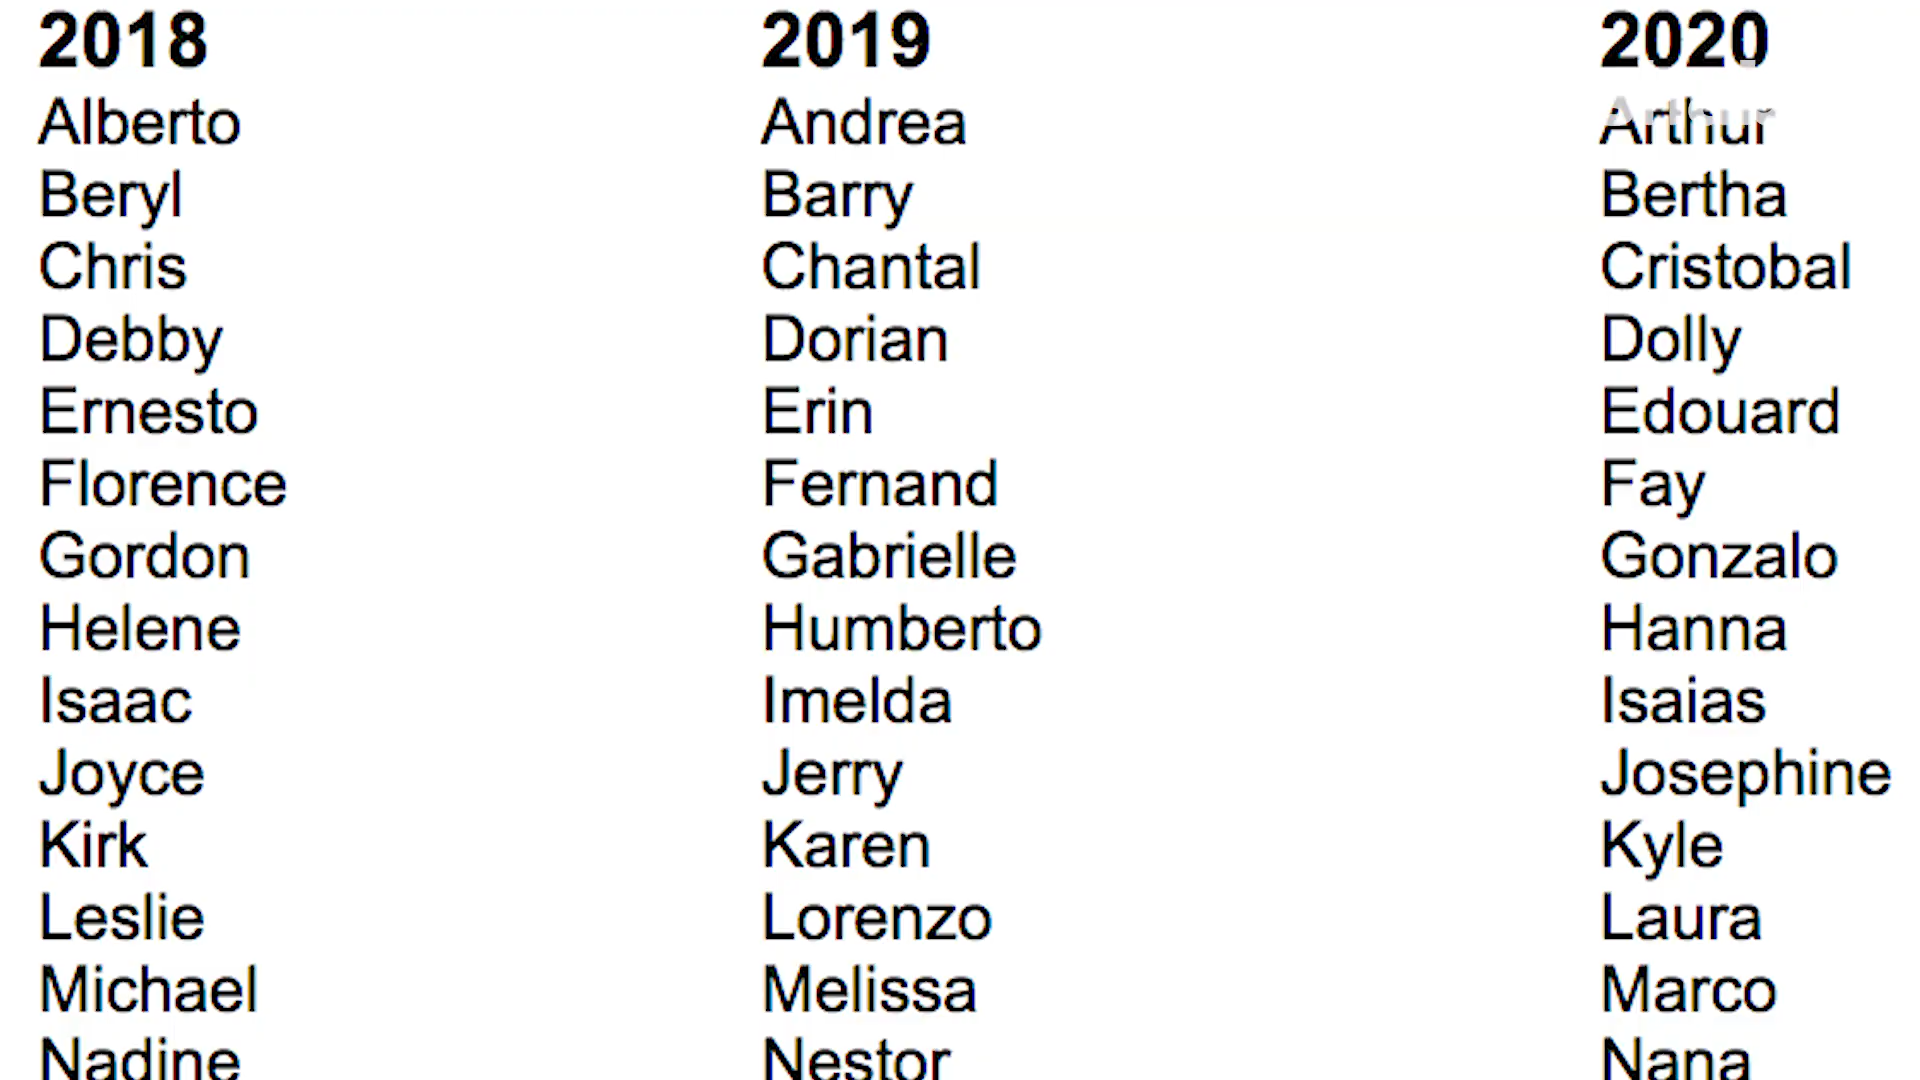 2018 2019 2020
Alberto Andrea Arthur
Beryl Barry Bertha
Chris Chantal Cristobal
Debby Dorian Dolly
Ernesto Erin Edouard
Florence Fernand Fay
Gordon Gabrielle Gonzalo
Helene Humberto Hanna
Isaac Imelda Isaias
Joyce Jerry Josephine
Kirk Karen Kyle
Leslie Lorenzo Laura
Michael Melissa Marco
Nadine Nestor Nana